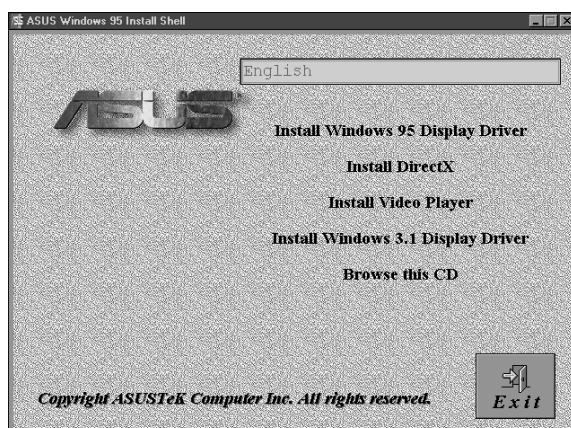 ASUS Windows 95 Install Shell
English
ASUS
Install Windows 95 Display Driver
Install DirectX
Install Video Player
Install Windows 3.1 Display Driver
Browse this CD
Copyright ASUSTeK Computer Inc. All rights reserved.
Exit